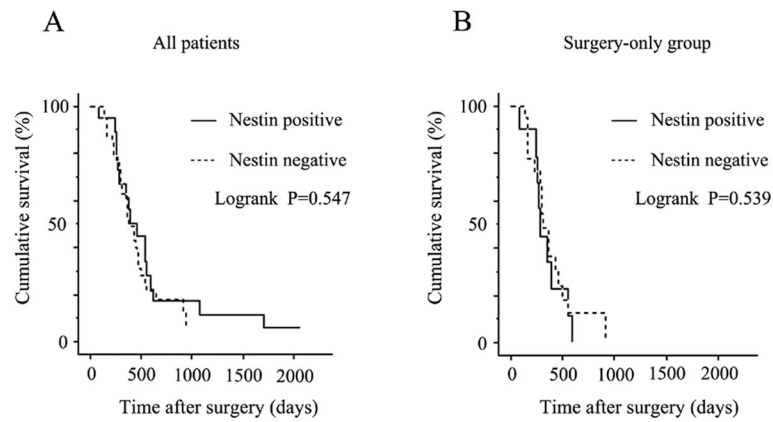 A
All patients
100
50
0
Cumulative survival (%)
Nestin positive
Nestin negative
Logrank P=0.547
0 500 1000 1500 2000
Time after surgery (days)
B
Surgery-only group
100
50
0
Cumulative survival (%)
Nestin positive
Nestin negative
Logrank P=0.539
0 500 1000 1500 2000
Time after surgery (days)